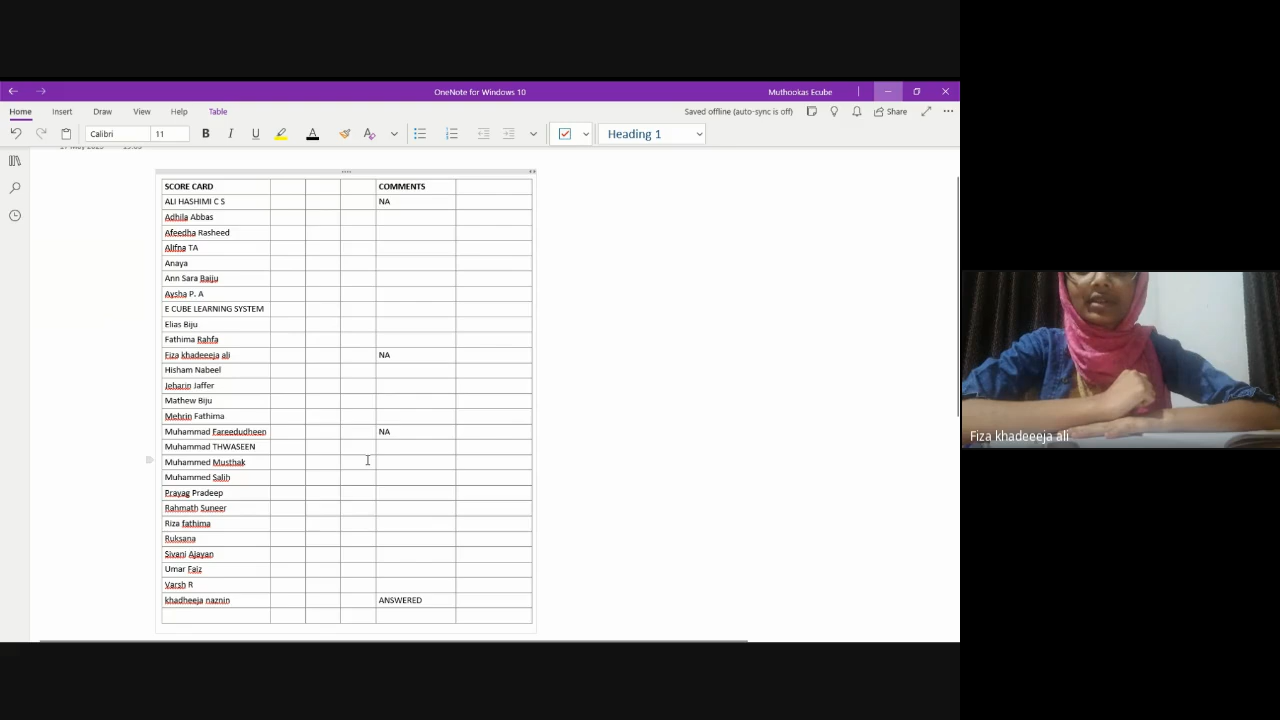 OneNote for Windows 10
Muthookas Ecube
Home Insert Draw View Help Table
Saved offline (auto-sync is off)
Share
Calibri 11 B I U A Heading 1
SCORE CARD COMMENTS
ALI HASHIMI C S NA
Adhila Abbas
Afeedha Rasheed
Alifna TA
Anaya
Ann Sara Baiju
Aysha P. A
E CUBE LEARNING SYSTEM
Elias Biju
Fathima Rahfa
Fiza khadeeeja ali NA
Hisham Nabeel
Jeharin Jaffer
Mathew Biju
Mehrin Fathima
Muhammad Fareedudheen NA
Muhammad THWASEEN
Muhammed Musthak
Muhammed Salih
Prayag Pradeep
Rahmath Suneer
Riza fathima
Ruksana
Sivani Ajayan
Umar Faiz
Varsh R
khadheeja naznin ANSWERED
Fiza khadeeeja ali